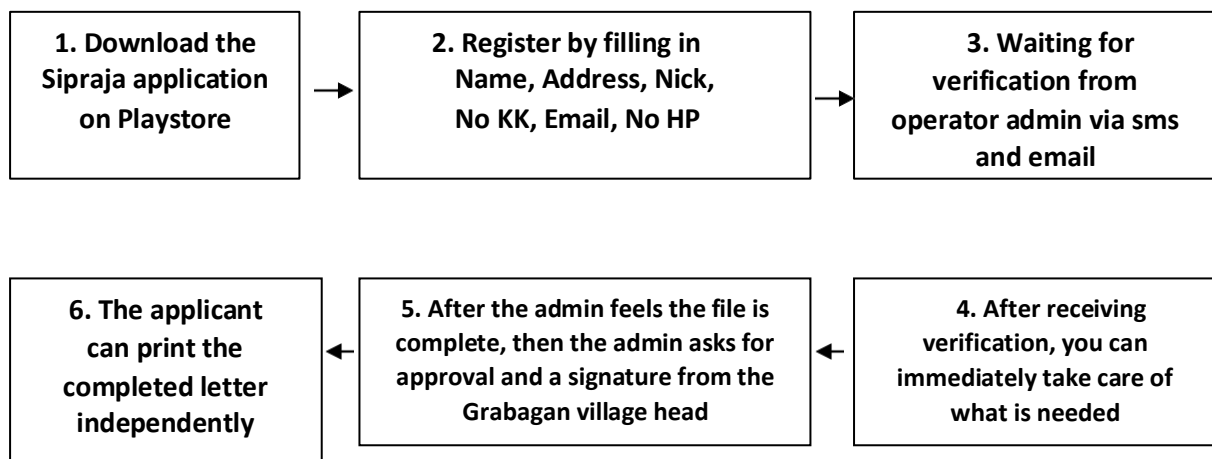 1. Download the
Sipraja application
on Playstore
2. Register by filling in
Name, Address, Nick,
No KK, Email, No HP
3. Waiting for
verification from
operator admin via sms
and email
4. After receiving
verification, you can
immediately take care of
what is needed
5. After the admin feels the file is
complete, then the admin asks for
approval and a signature from the
Grabagan village head
6. The applicant
can print the
completed letter
independently